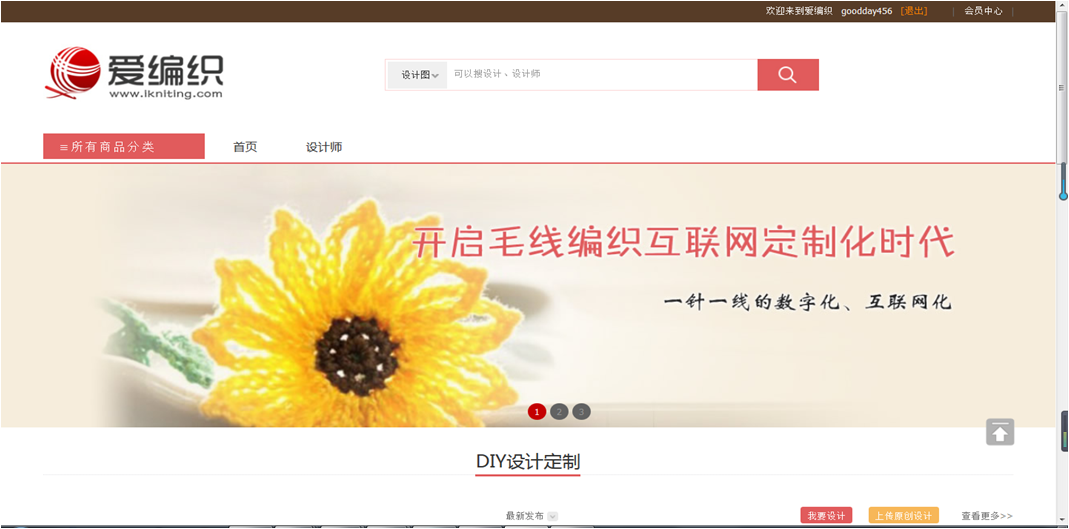 欢迎来到爱编织 goodday456 [退出] | 会员中心 |
爱编织
www.ikniting.com
设计图 可以搜设计、设计师
≡所有商品分类 首页 设计师
开启毛线编织互联网定制化时代
一针一线的数字化、互联网化
1 2 3
DIY设计定制
最新发布 我要设计 上传原创设计 查看更多>>